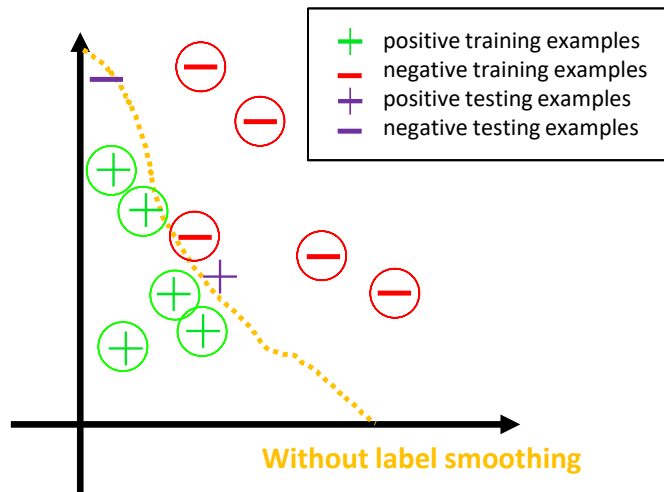 positive training examples
negative training examples
positive testing examples
negative testing examples
Without label smoothing